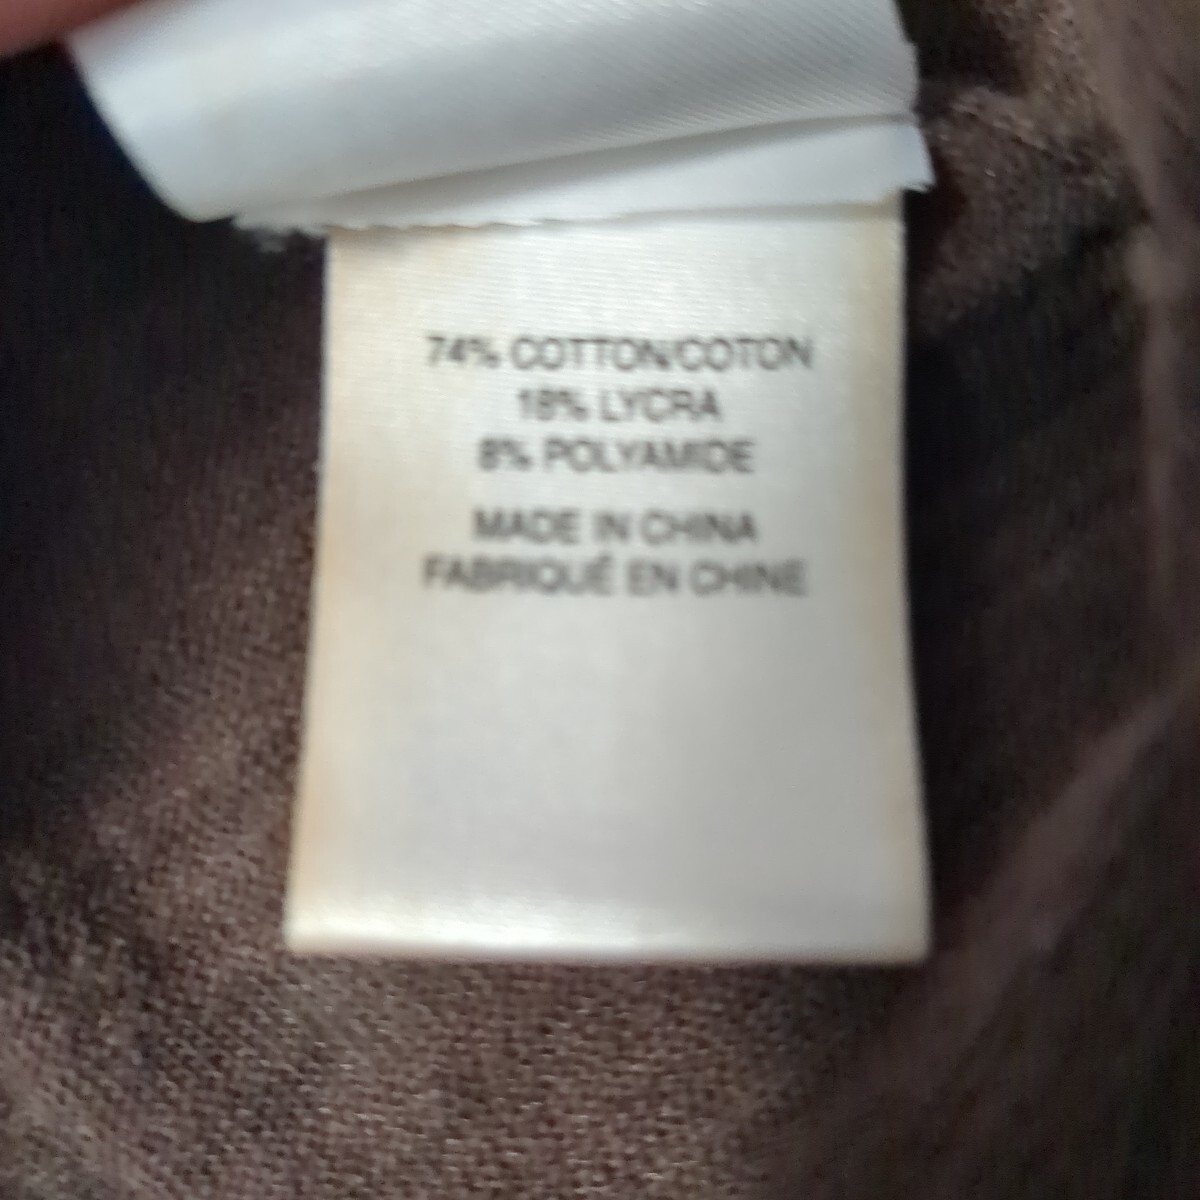 74% COTTON/COTON
18% LYCRA
8% POLYAMIDE
MADE IN CHINA
FABRIQUÉ EN CHINE